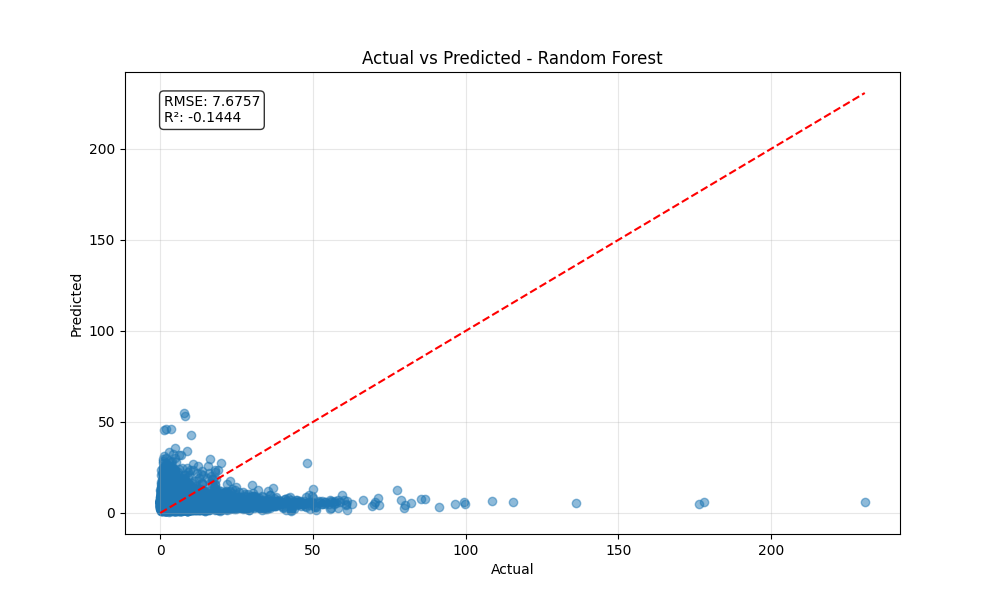 Actual vs Predicted - Random Forest
RMSE: 7.6757
R²: -0.1444
200
150
100
50
0
Predicted
0 50 100 150 200
Actual